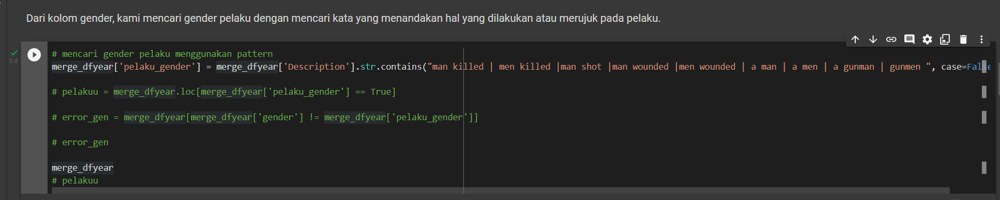 Dari kolom gender, kami mencari gender pelaku dengan mencari kata yang menandakan hal yang dilakukan atau merujuk pada pelaku.
0 d
# mencari gender pelaku menggunakan pattern
merge_dfyear['pelaku_gender'] = merge_dfyear['Description'].str.contains("man killed | men killed |man shot |man wounded |men wounded | a man | a men | a gunman | gunmen ", case=False
# pelakuu = merge_dfyear.loc[merge_dfyear['pelaku_gender'] == True]
# error_gen = merge_dfyear[merge_dfyear['gender'] != merge_dfyear['pelaku_gender']]
# error_gen
merge_dfyear
# pelakuu